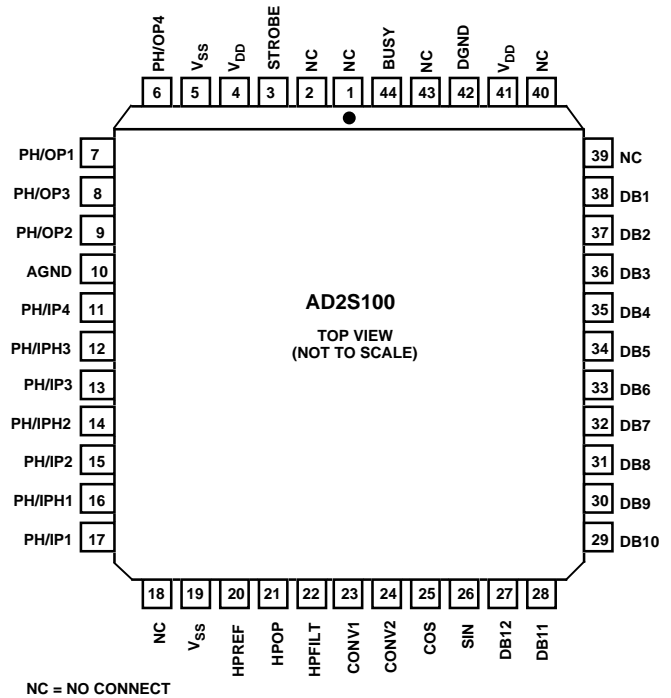 PH/OP4 VSS VDD STROBE NC NC BUSY NC DGND VDD NC
6 5 4 3 2 1 44 43 42 41 40
PH/OP1 7
PH/OP3 8
PH/OP2 9
AGND 10
PH/IP4 11
PH/IPH3 12
PH/IP3 13
PH/IPH2 14
PH/IP2 15
PH/IPH1 16
PH/IP1 17
AD2S100
TOP VIEW
(NOT TO SCALE)
39 NC
38 DB1
37 DB2
36 DB3
35 DB4
34 DB5
33 DB6
32 DB7
31 DB8
30 DB9
29 DB10
18 19 20 21 22 23 24 25 26 27 28
NC VSS HPREF HPOP HPFILT CONV1 CONV2 COS SIN DB12 DB11
NC = NO CONNECT